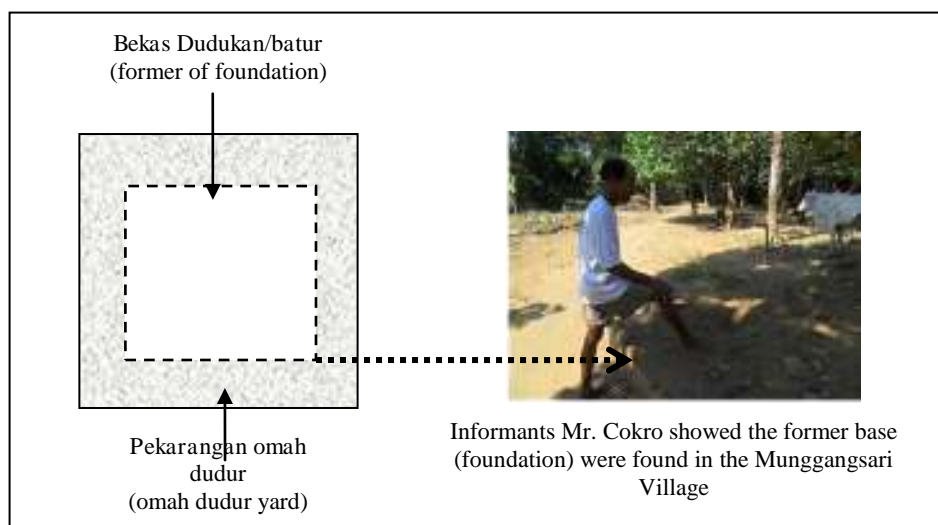 Bekas Dudukan/batur
(former of foundation)
Pekarangan omah
dudur
(omah dudur yard)
Informants Mr. Cokro showed the former base
(foundation) were found in the Munggangsari
Village